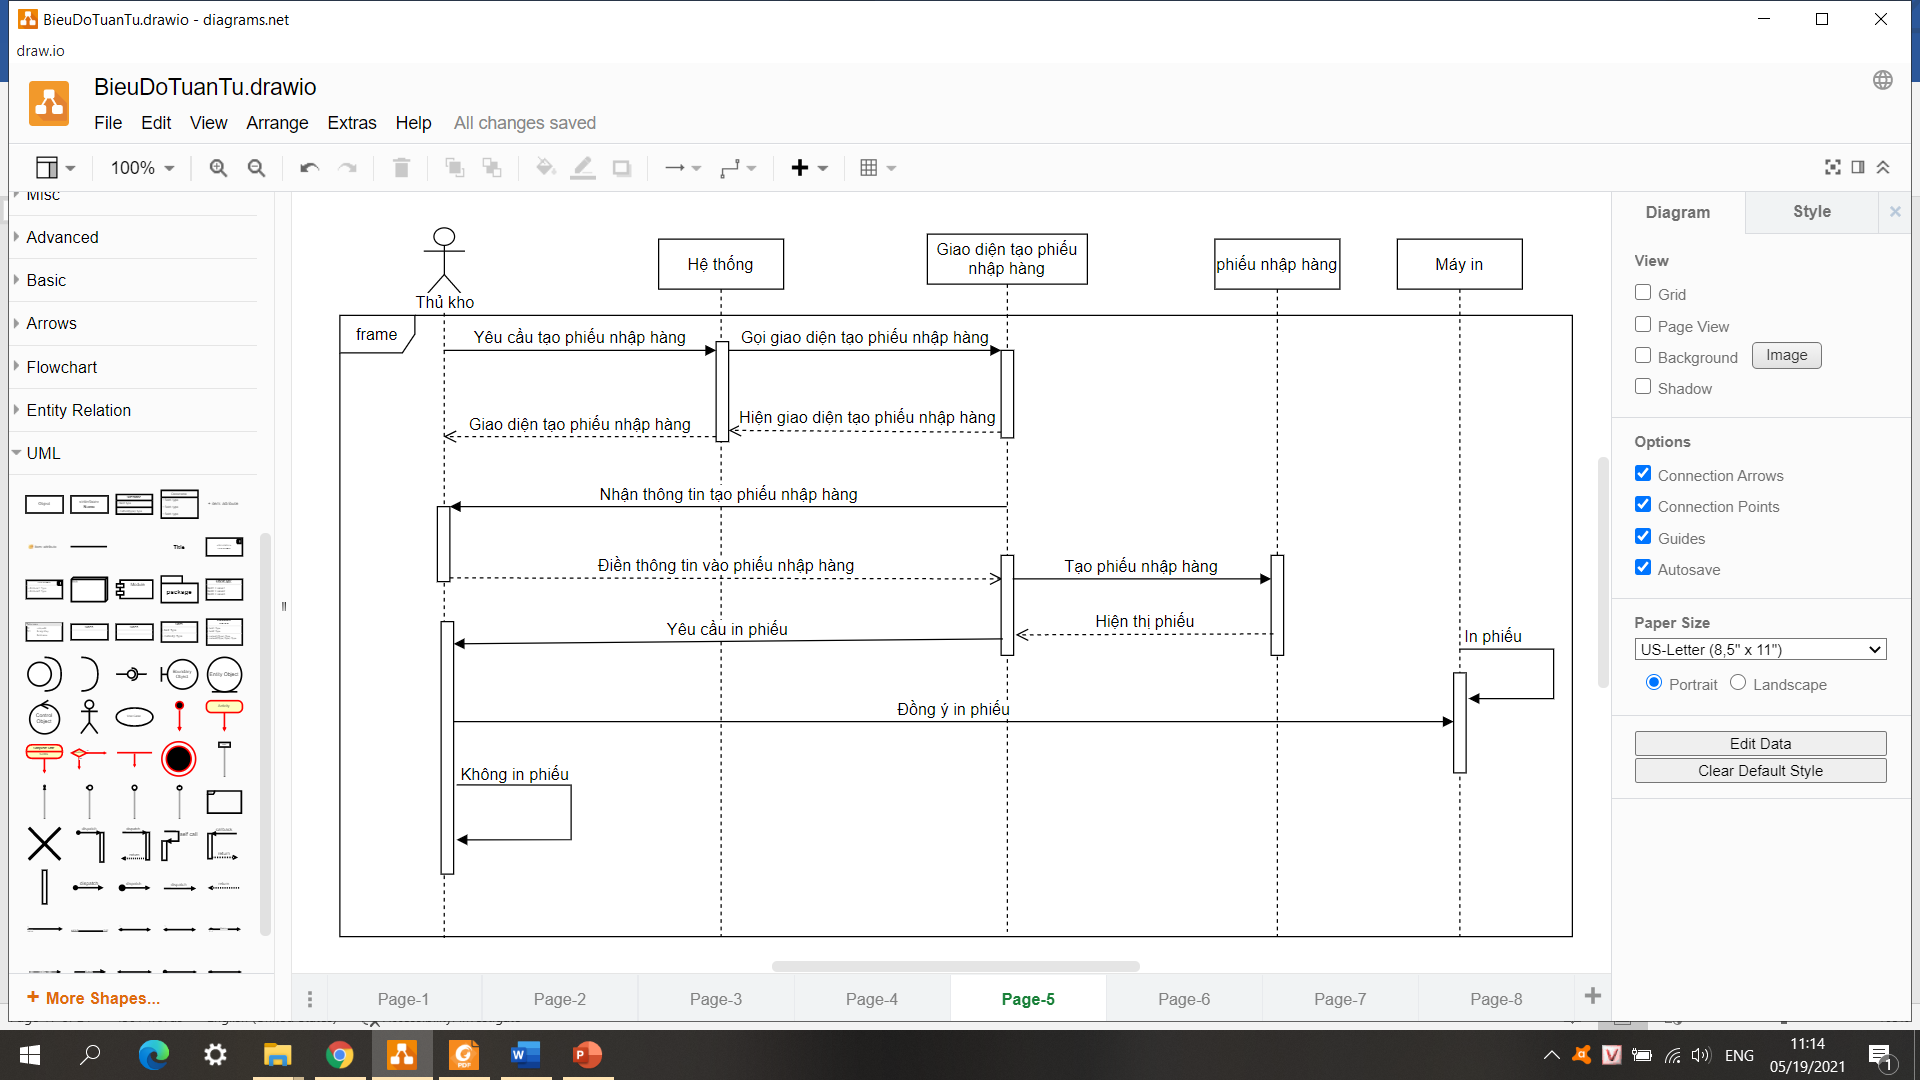 BieuDoTuanTu.drawio - diagrams.net
draw.io
BieuDoTuanTu.drawio
File Edit View Arrange Extras Help All changes saved
100%
Misc
Advanced
Basic
Arrows
Flowchart
Entity Relation
UML
More Shapes...
Thủ kho
Hệ thống
Giao diện tạo phiếu
nhập hàng
phiếu nhập hàng
Máy in
frame
Yêu cầu tạo phiếu nhập hàng
Gọi giao diện tạo phiếu nhập hàng
Hiện giao diện tạo phiếu nhập hàng
Giao diện tạo phiếu nhập hàng
Nhận thông tin tạo phiếu nhập hàng
Điền thông tin vào phiếu nhập hàng
Tạo phiếu nhập hàng
Hiện thị phiếu
Yêu cầu in phiếu
In phiếu
Đồng ý in phiếu
Không in phiếu
Page-1 Page-2 Page-3 Page-4 Page-5 Page-6 Page-7 Page-8
Diagram Style
View
Grid
Page View
Background Image
Shadow
Options
Connection Arrows
Connection Points
Guides
Autosave
Paper Size
US-Letter (8,5" x 11")
Portrait Landscape
Edit Data
Clear Default Style
ENG
11:14
05/19/2021
1